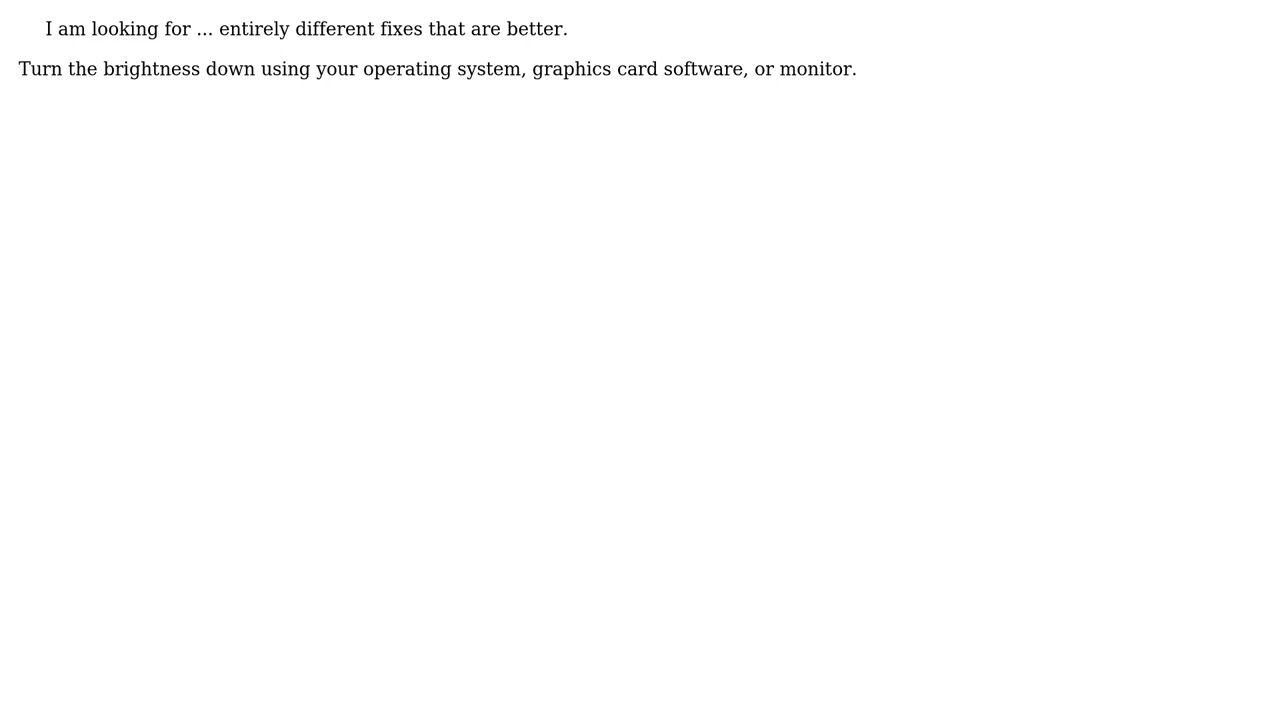 I am looking for ... entirely different fixes that are better.
Turn the brightness down using your operating system, graphics card software, or monitor.